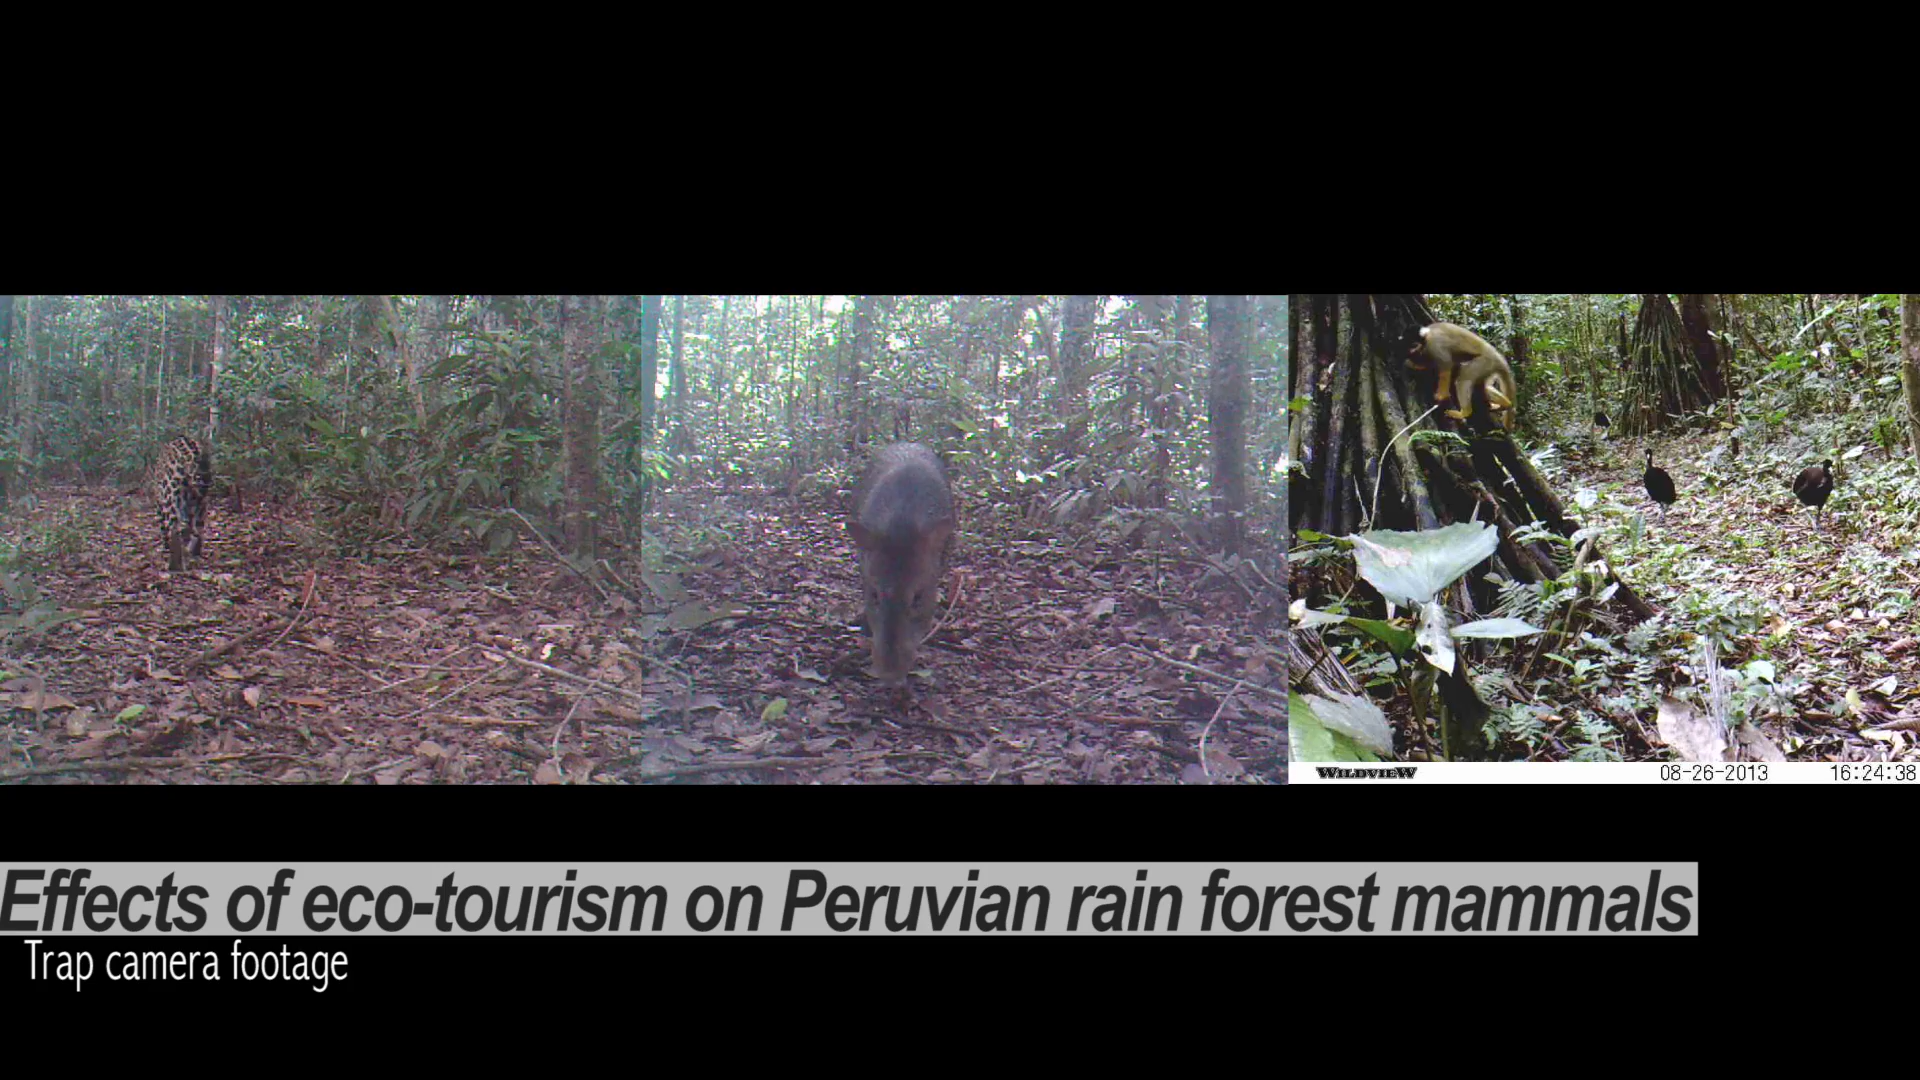 WILDVIEW 08-26-2013 16:24:38
Effects of eco-tourism on Peruvian rain forest mammals
Trap camera footage